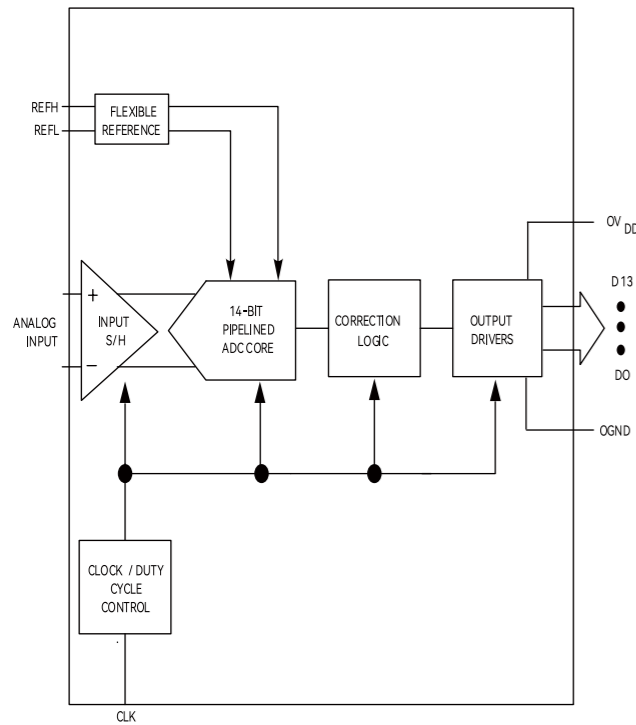 REFH
REFL
FLEXIBLE
REFERENCE
OV DD
D13
+
INPUT
S/H
−
ANALOG
INPUT
14-BIT
PIPELINED
ADC CORE
CORRECTION
LOGIC
OUTPUT
DRIVERS
DO
OGND
CLOCK / DUTY
CYCLE
CONTROL
CLK